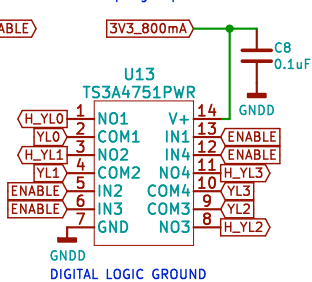 ABLE
3V3_800mA
C8
0.1uF
GNDD
U13
TS3A4751PWR
H_YL0 1 NO1 V+ 14
YL0 2 COM1 IN1 13 ENABLE
H_YL1 3 NO2 IN4 12 ENABLE
YL1 4 COM2 NO4 11 H_YL3
ENABLE 5 IN2 COM4 10 YL3
ENABLE 6 IN3 COM3 9 YL2
7 GND NO3 8 H_YL2
GNDD
DIGITAL LOGIC GROUND